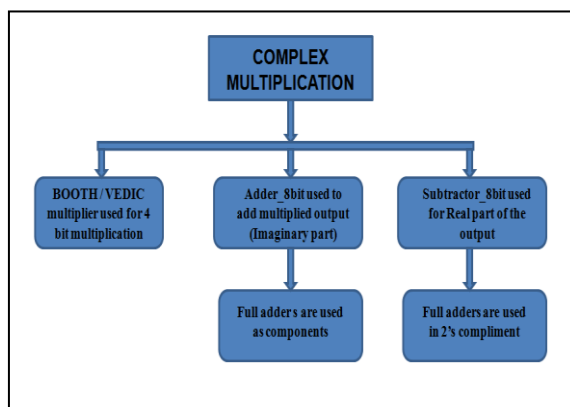 COMPLEX
MULTIPLICATION
BOOTH / VEDIC
multiplier used for 4
bit multiplication
Adder_8bit used to
add multiplied output
(Imaginary part)
Subtractor_8bit used
for Real part of the
output
Full adders are used
as components
Full adders are used
in 2's compliment